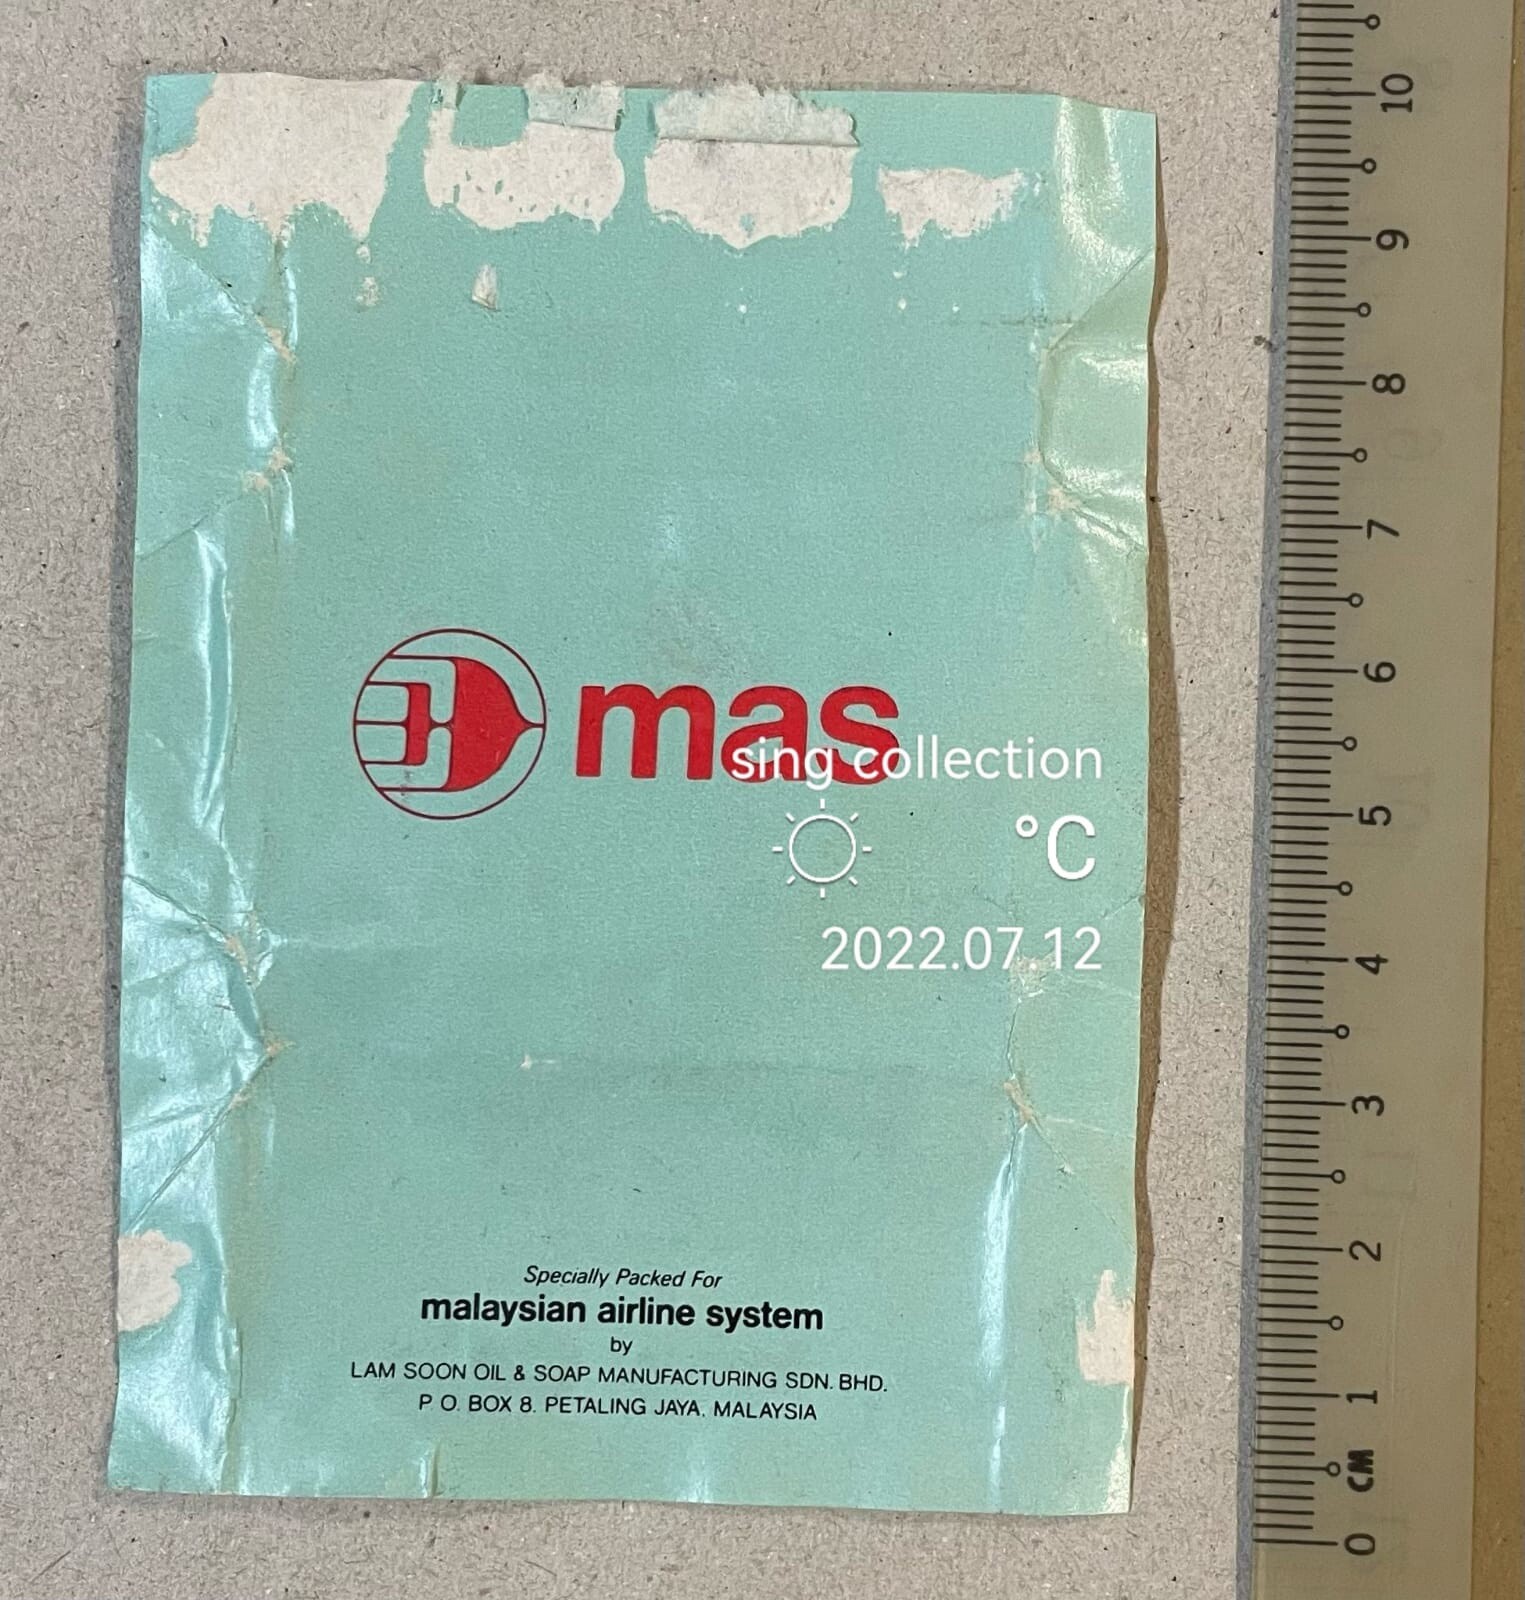 mas
sing collection
°C
2022.07.12
Specially Packed For
malaysian airline system
by
LAM SOON OIL & SOAP MANUFACTURING SDN. BHD.
P.O. BOX 8. PETALING JAYA. MALAYSIA
10
9
8
7
6
5
4
3
2
1
CM
0